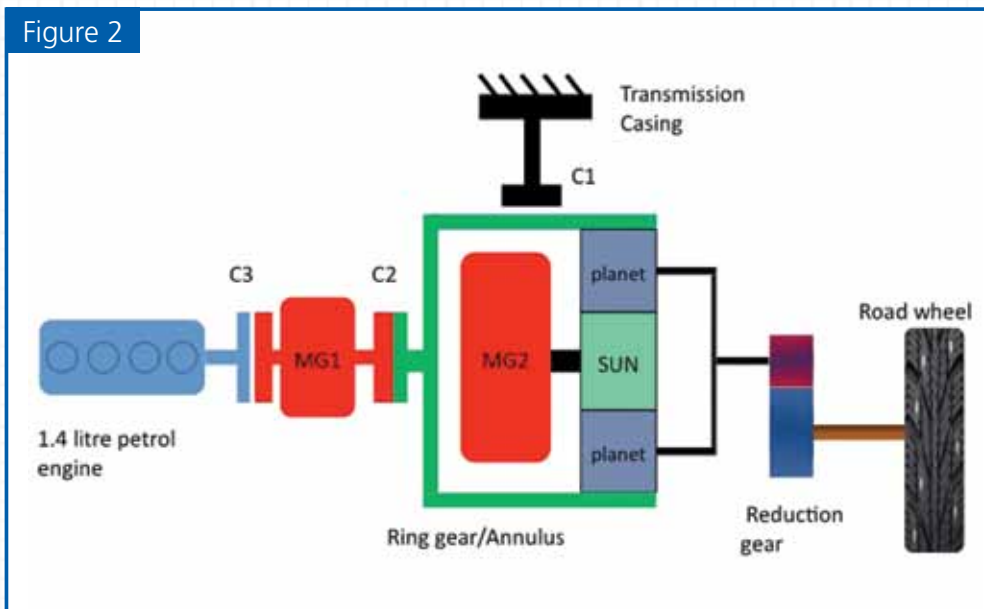 Figure 2
Transmission
Casing
C1
C3
C2
planet
Road wheel
MG1
MG2
SUN
1.4 litre petrol
engine
planet
Reduction
gear
Ring gear/Annulus